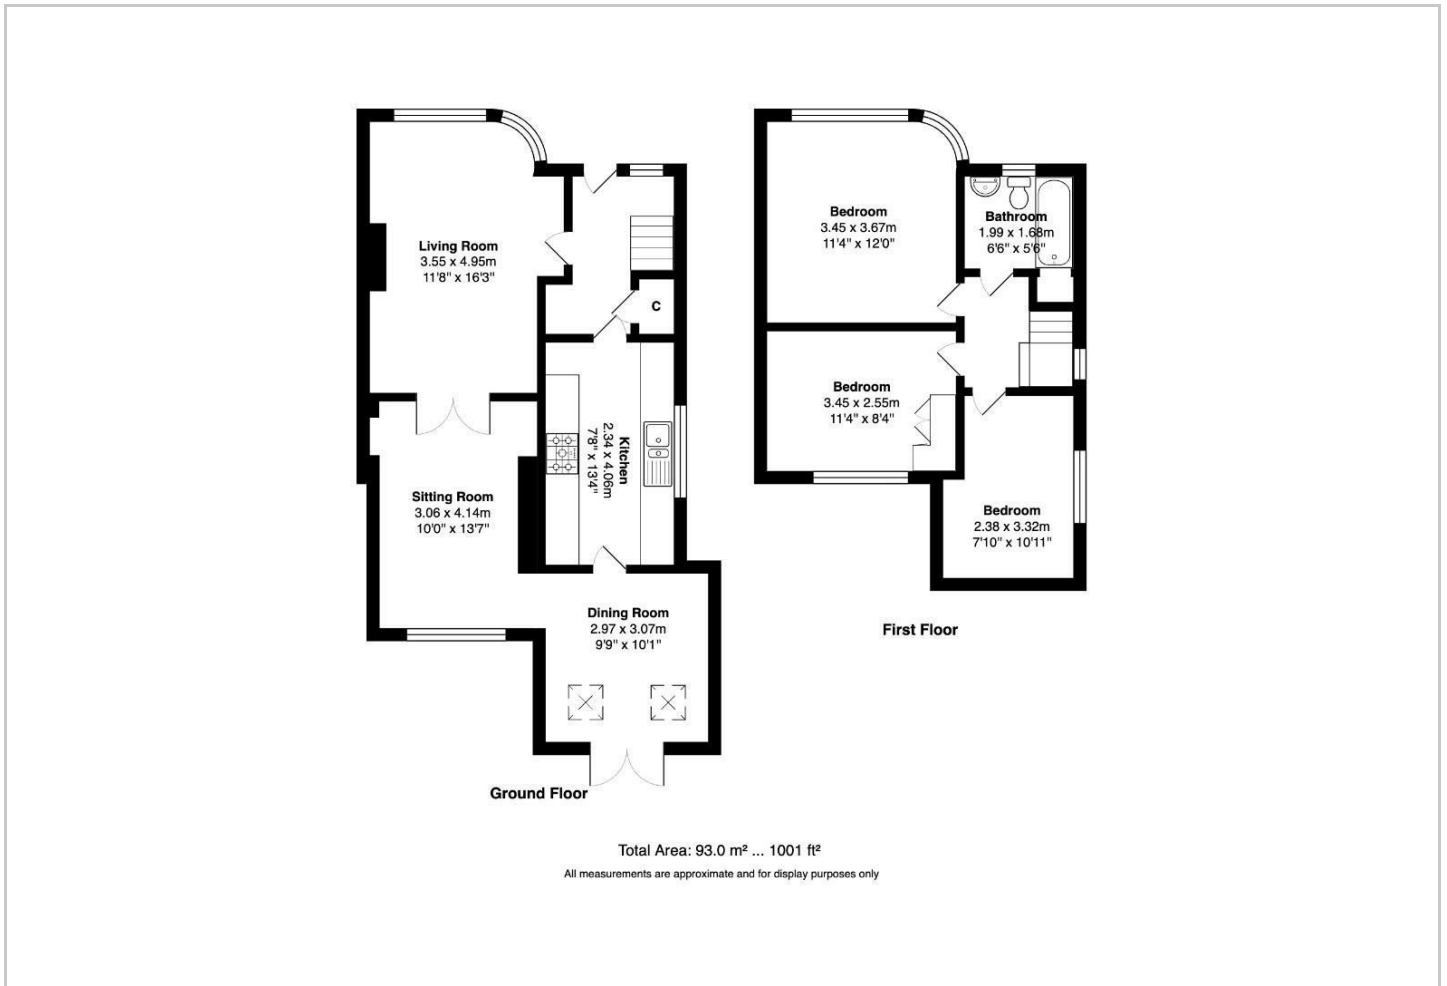 Living Room
3.55 x 4.95m
11'8" x 16'3"
C
Kitchen
2.34 x 4.06m
7'8" x 13'4"
Sitting Room
3.06 x 4.14m
10'0" x 13'7"
Dining Room
2.97 x 3.07m
9'9" x 10'1"
Ground Floor
Bedroom
3.45 x 3.67m
11'4" x 12'0"
Bathroom
1.99 x 1.68m
6'6" x 5'6"
Bedroom
3.45 x 2.55m
11'4" x 8'4"
Bedroom
2.38 x 3.32m
7'10" x 10'11"
First Floor
Total Area: 93.0 m² ... 1001 ft²
All measurements are approximate and for display purposes only